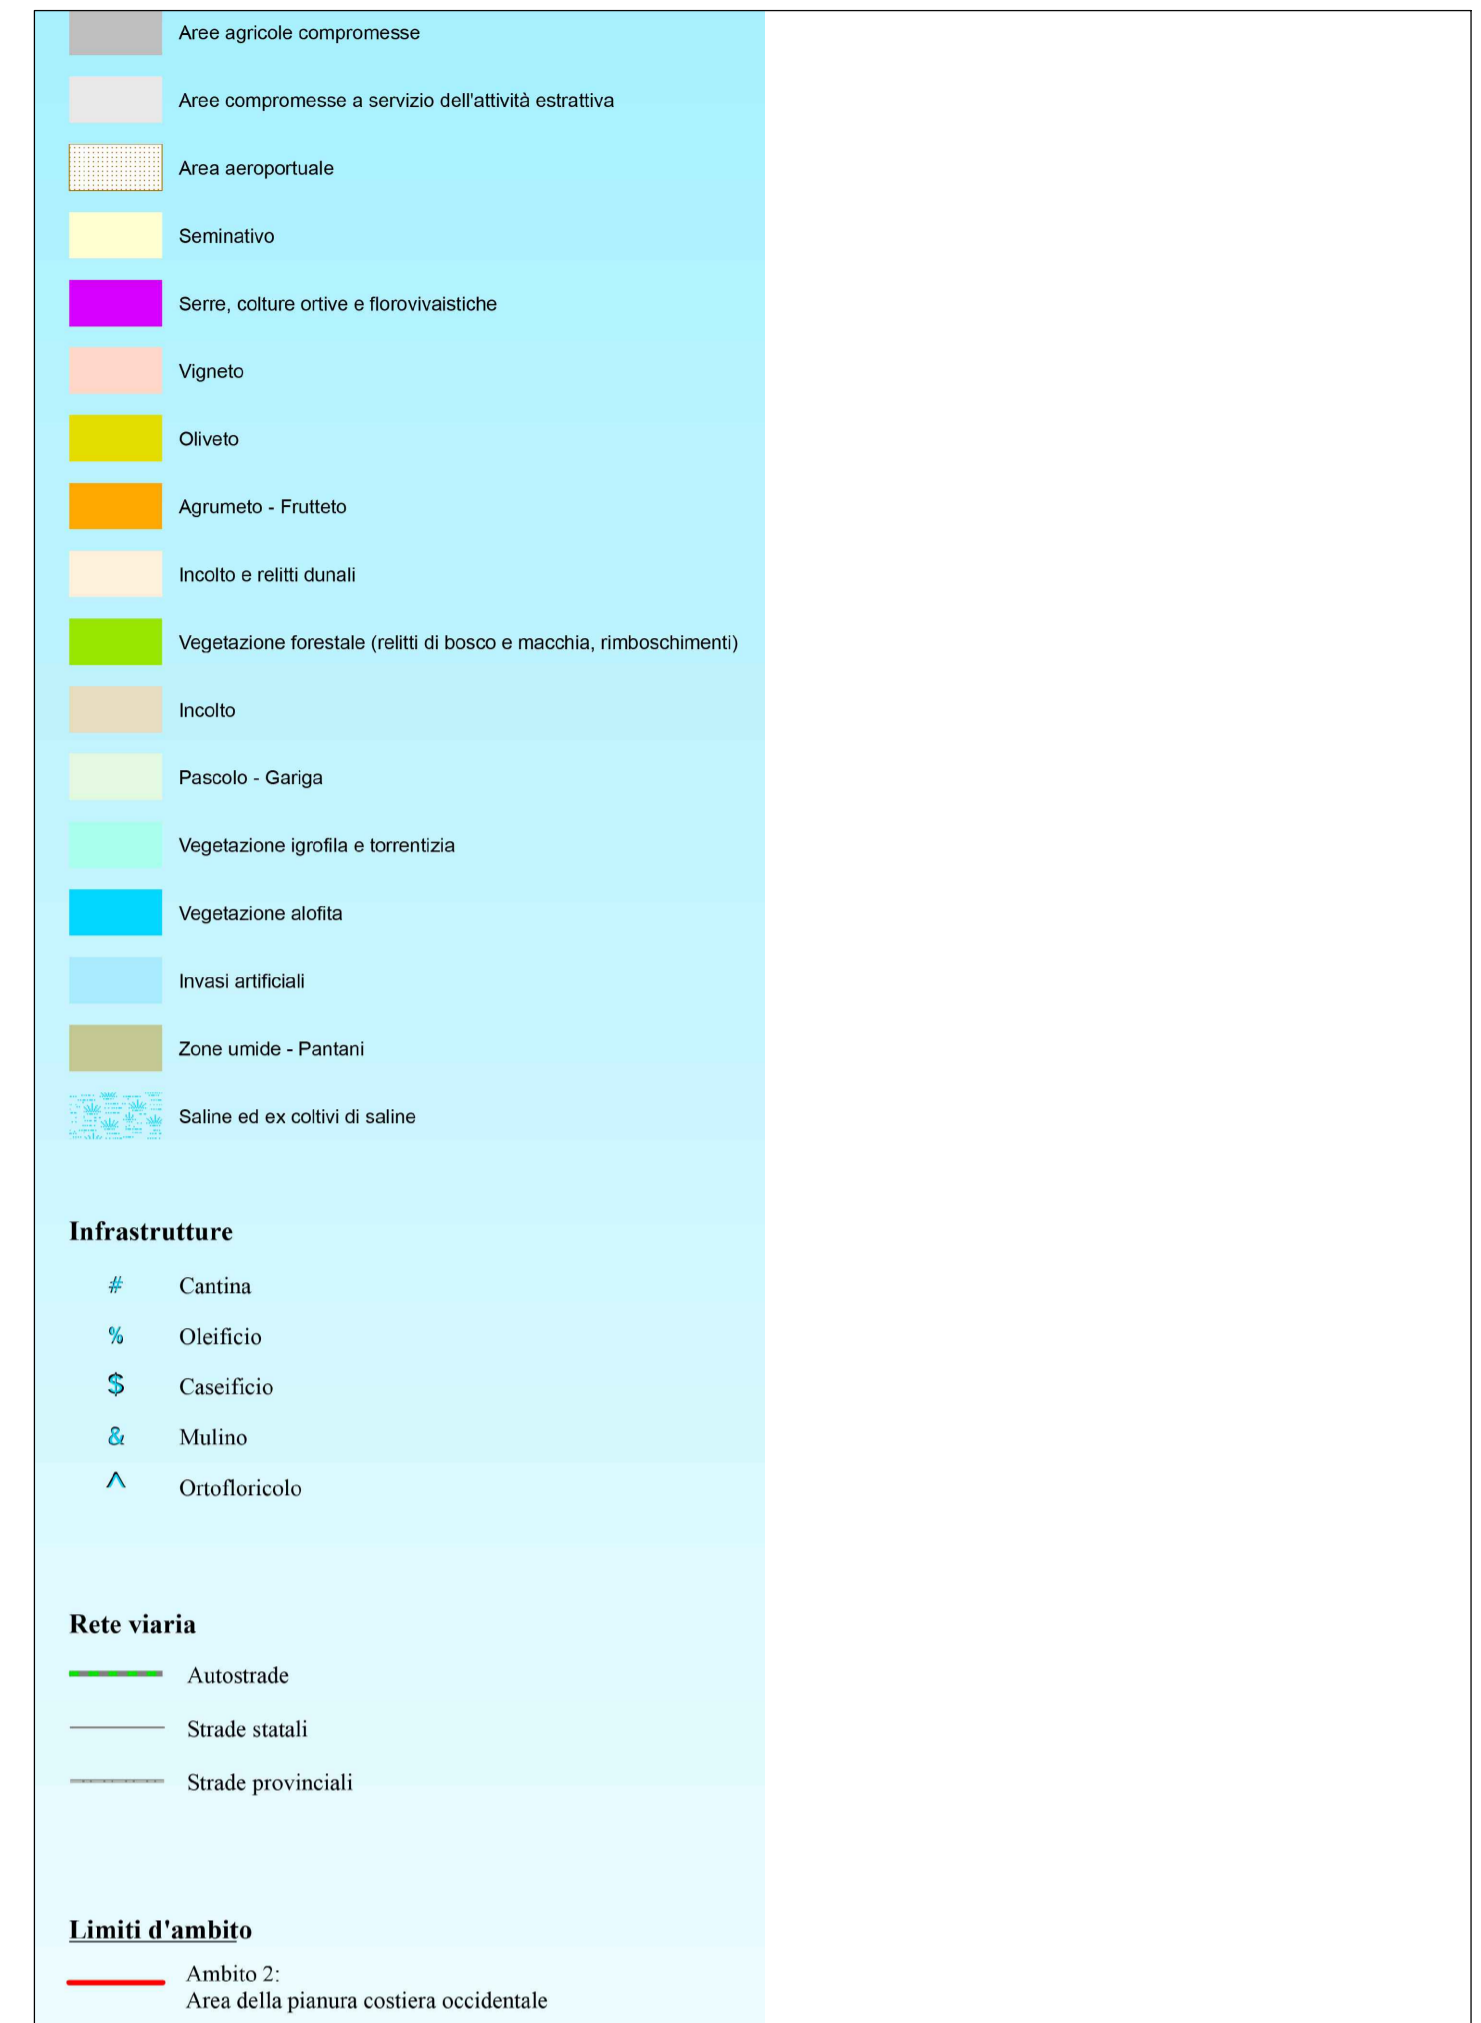 Aree agricole compromesse
Aree compromesse a servizio dell'attività estrattiva
Area aeroportuale
Seminativo
Serre, colture ortive e florovivaistiche
Vigneto
Oliveto
Agrumeto - Frutteto
Incolto e relitti dunali
Vegetazione forestale (relitti di bosco e macchia, rimboschimenti)
Incolto
Pascolo - Gariga
Vegetazione igrofila e torrentizia
Vegetazione alofita
Invasi artificiali
Zone umide - Pantani
Saline ed ex coltivi di saline
Infrastrutture
# Cantina
% Oleificio
$ Caseificio
& Mulino
^ Ortofloricolo
Rete viaria
Autostrade
Strade statali
Strade provinciali
Limiti d'ambito
Ambito 2:
Area della pianura costiera occidentale